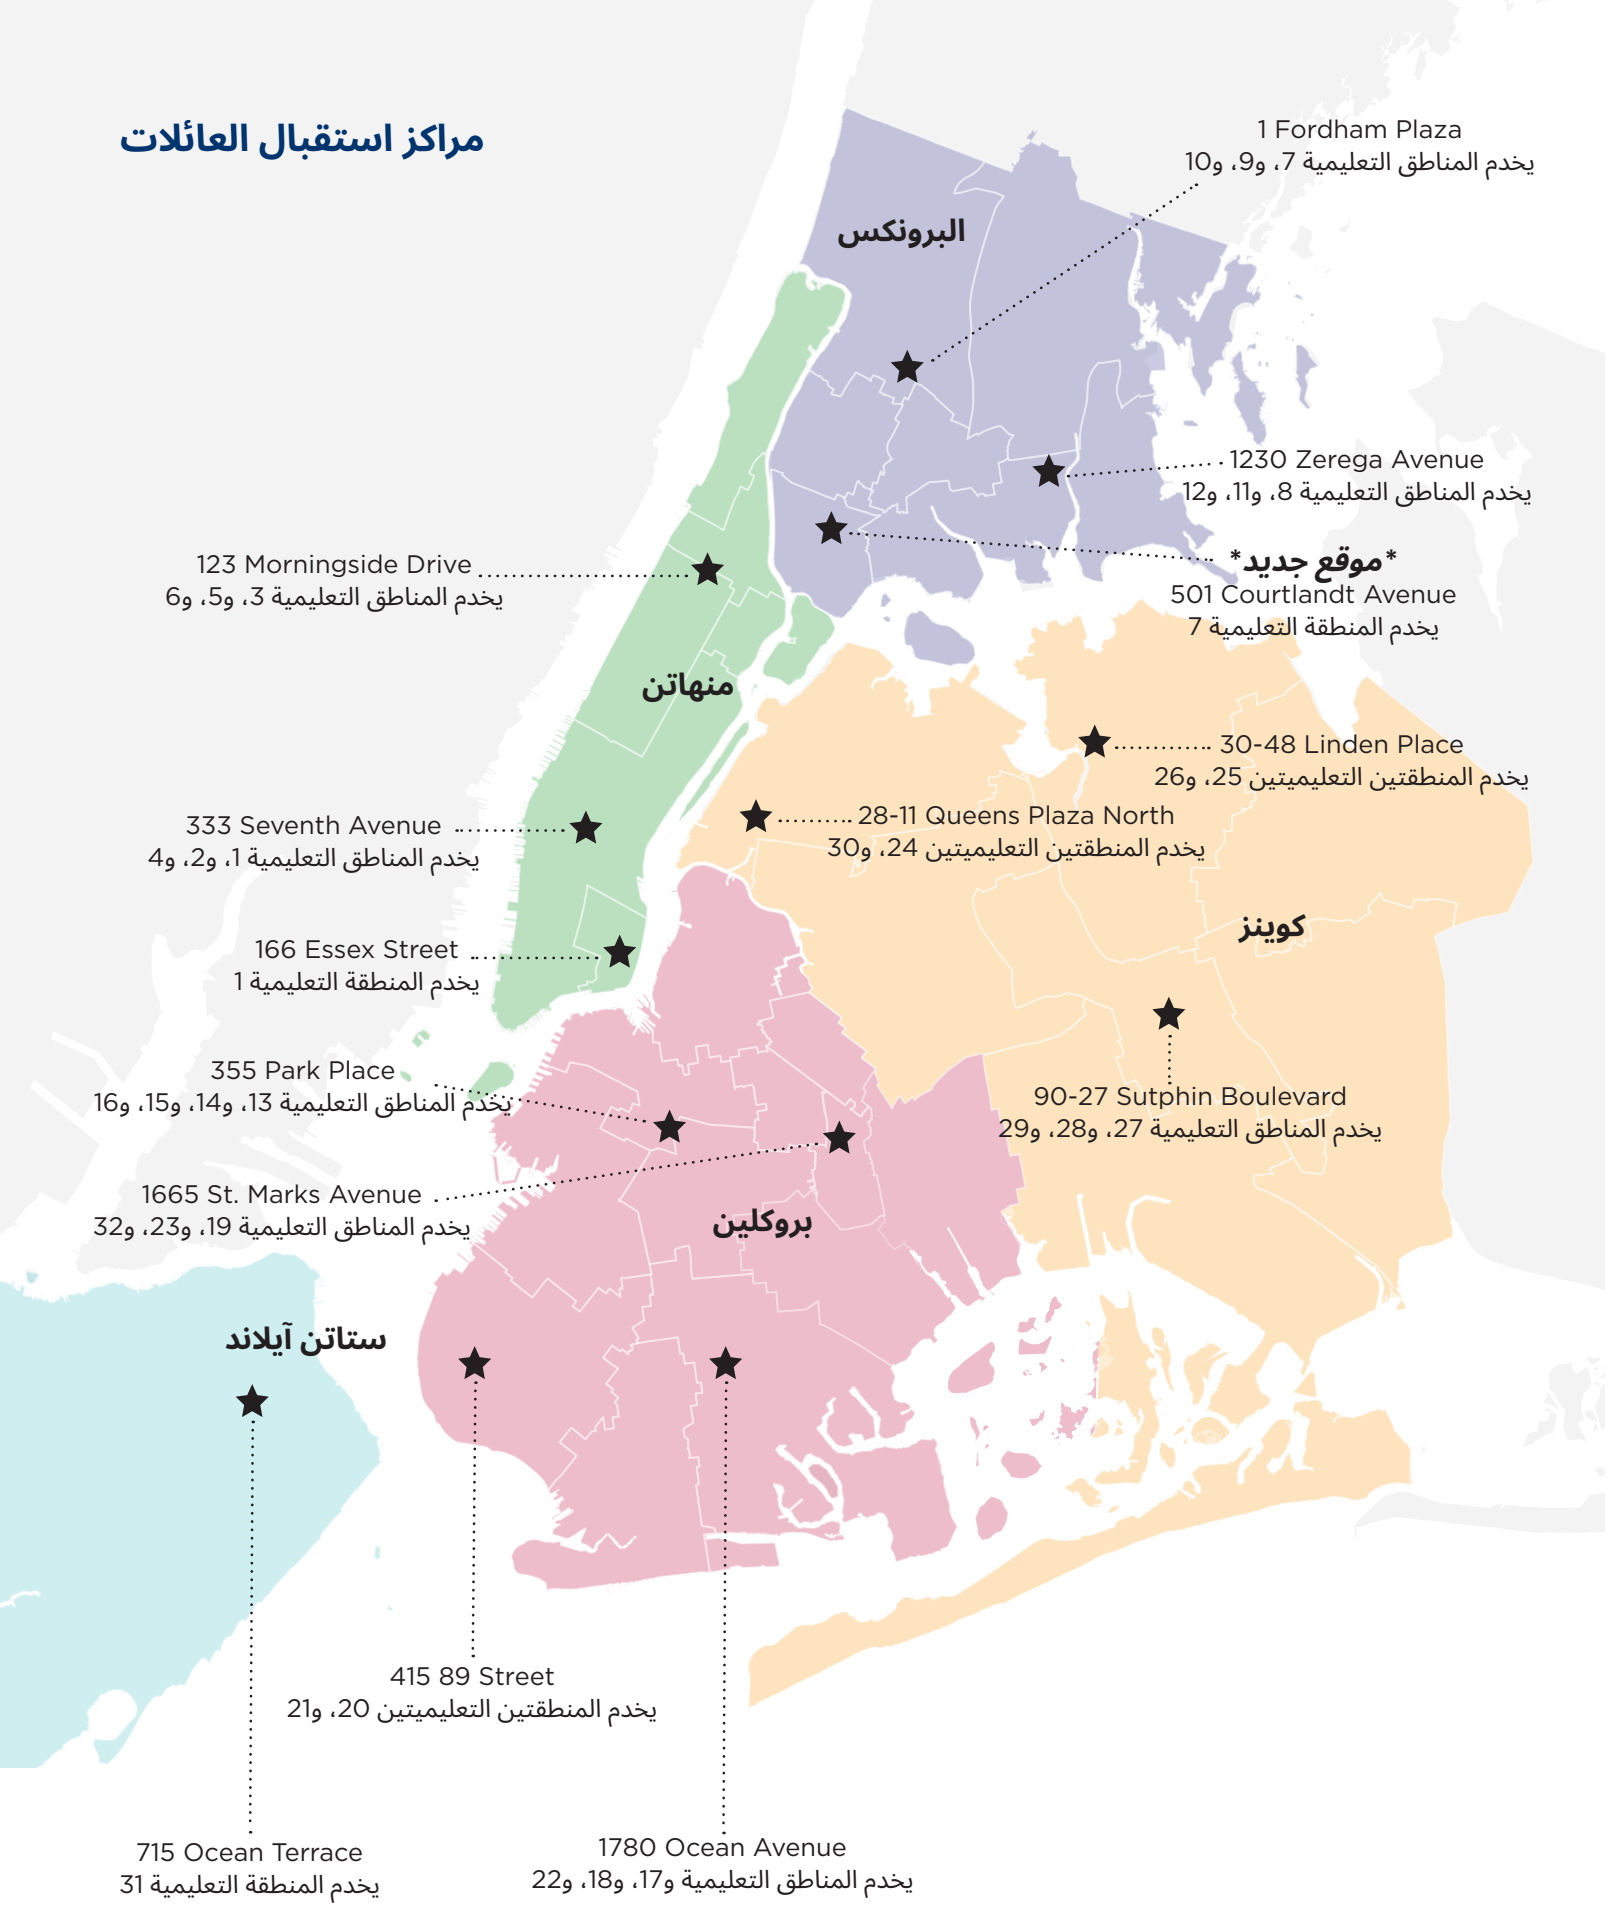 مراكز استقبال العائلات
1 Fordham Plaza
يخدم المناطق التعليمية 7، و9، و10
البرونكس
1230 Zerega Avenue
يخدم المناطق التعليمية 8، و11، و12
*موقع جديد*
501 Courtlandt Avenue
يخدم المنطقة التعليمية 7
123 Morningside Drive
يخدم المناطق التعليمية 3، و5، و6
منهاتن
30-48 Linden Place
يخدم المنطقتين التعليميتين 25، و26
28-11 Queens Plaza North
يخدم المنطقتين التعليميتين 24، و30
333 Seventh Avenue
يخدم المناطق التعليمية 1، و2، و4
كوينز
166 Essex Street
يخدم المنطقة التعليمية 1
355 Park Place
يخدم المناطق التعليمية 13، و14، و15، و16
90-27 Sutphin Boulevard
يخدم المناطق التعليمية 27، و28، و29
1665 St. Marks Avenue
يخدم المناطق التعليمية 19، و23، و32
بروكلين
ستاتن آيلاند
415 89 Street
يخدم المنطقتين التعليميتين 20، و21
1780 Ocean Avenue
يخدم المناطق التعليمية و17، و18، و22
715 Ocean Terrace
يخدم المنطقة التعليمية 31